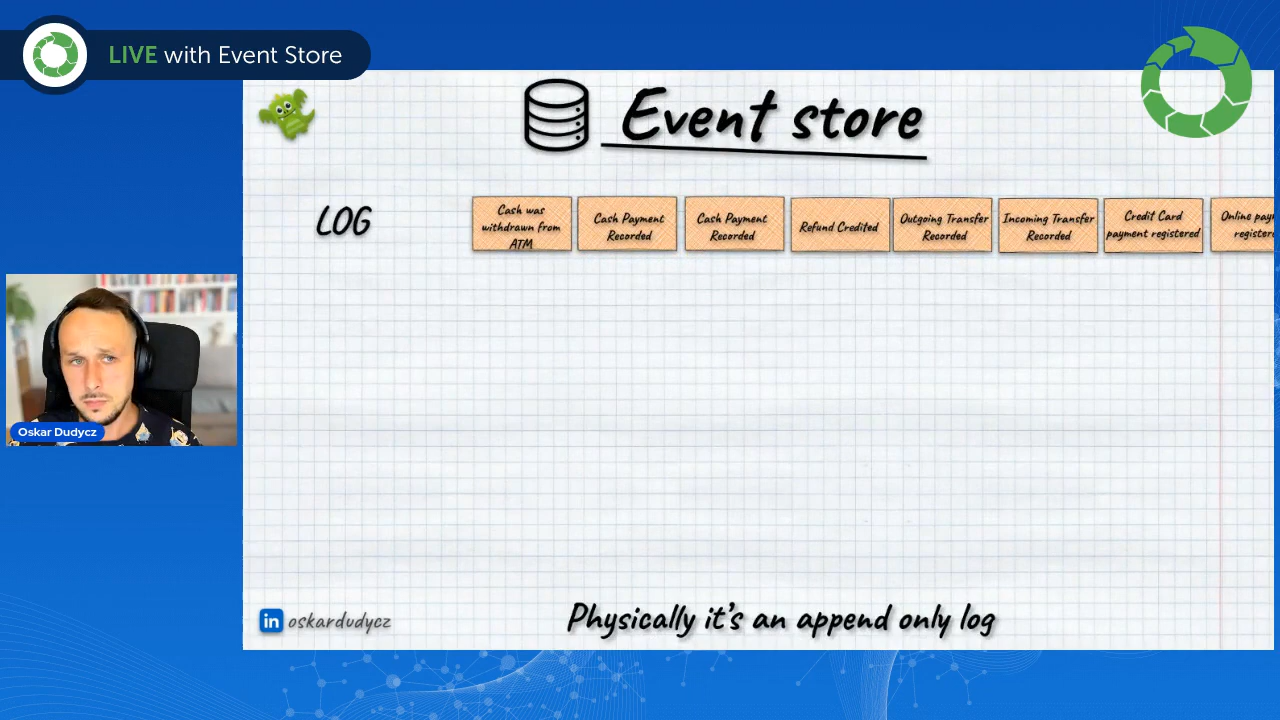 LIVE with Event Store
Event store
LOG
Cash was
withdrawn from
ATM
Cash Payment
Recorded
Cash Payment
Recorded
Refund Credited
Outgoing Transfer
Recorded
Incoming Transfer
Recorded
Credit Card
payment registered
Online
Oskar Dudycz
in oskardudycz
Physically it's an append only log